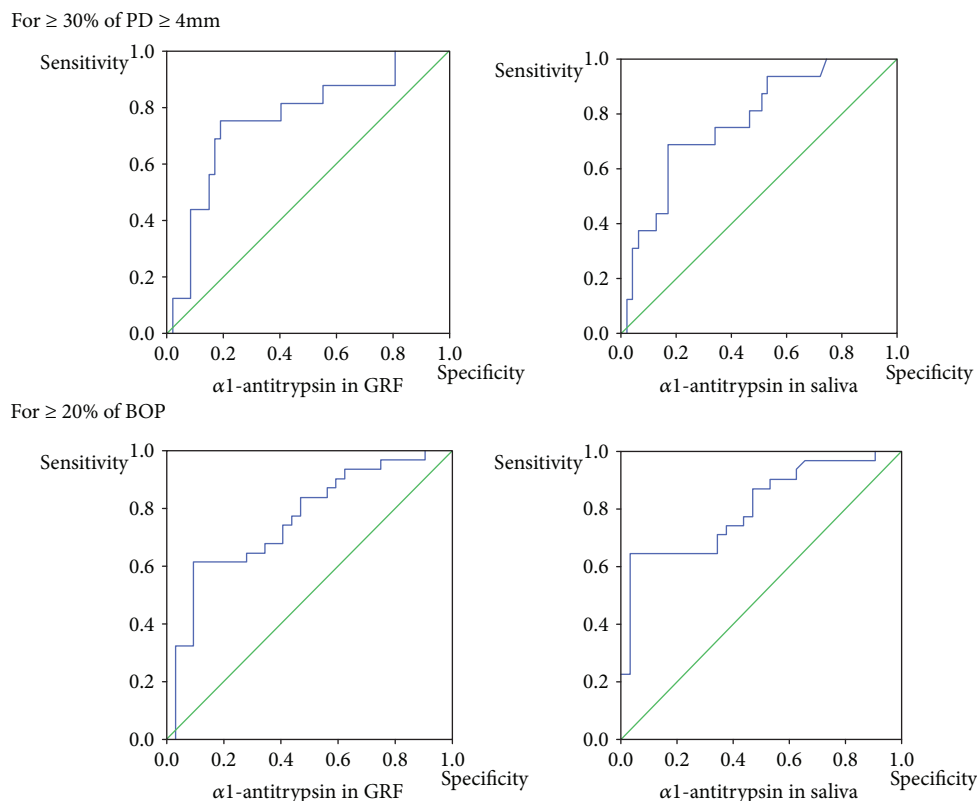 For ≥ 30% of PD ≥ 4mm
Sensitivity
1.0
0.8
0.6
0.4
0.2
0.0
0.0 0.2 0.4 0.6 0.8 1.0
Specificity
α1-antitrypsin in GRF
Sensitivity
1.0
0.8
0.6
0.4
0.2
0.0
0.0 0.2 0.4 0.6 0.8 1.0
Specificity
α1-antitrypsin in saliva
For ≥ 20% of BOP
Sensitivity
1.0
0.8
0.6
0.4
0.2
0.0
0.0 0.2 0.4 0.6 0.8 1.0
Specificity
α1-antitrypsin in GRF
Sensitivity
1.0
0.8
0.6
0.4
0.2
0.0
0.0 0.2 0.4 0.6 0.8 1.0
Specificity
α1-antitrypsin in saliva